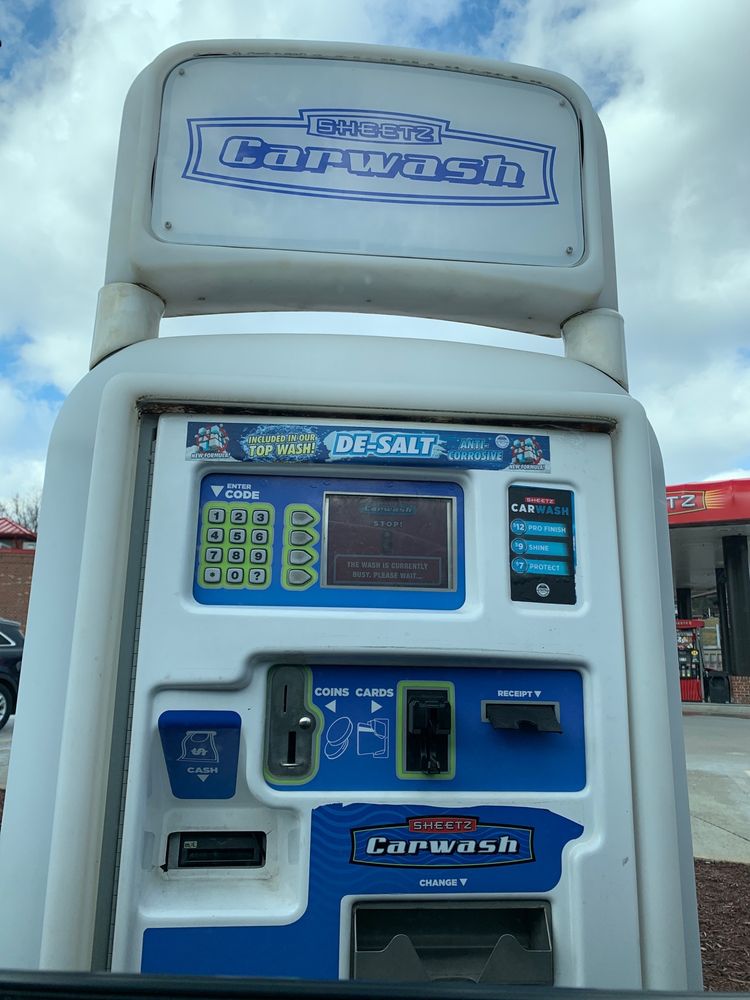 SHEETZ
Carwash
INCLUDED IN OUR
TOP WASH!
DE-SALT
ANTI-
CORROSIVE
NEW FORMULA!
NEW FORMULA!
ENTER
CODE
1 2 3
4 5 6
7 8 9
* 0 ?
Carwash
STOP!
THE WASH IS CURRENTLY
BUSY. PLEASE WAIT...
SHEETZ
CARWASH
$12 PRO FINISH
$9 SHINE
$7 PROTECT
COINS CARDS
RECEIPT
$
CASH
SHEETZ
Carwash
CHANGE
TZ